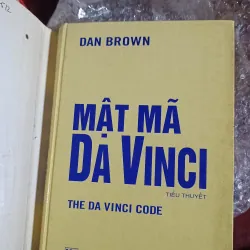 DAN BROWN
MẬT MÃ
DA VINCI
TIỂU THUYẾT
THE DA VINCI CODE